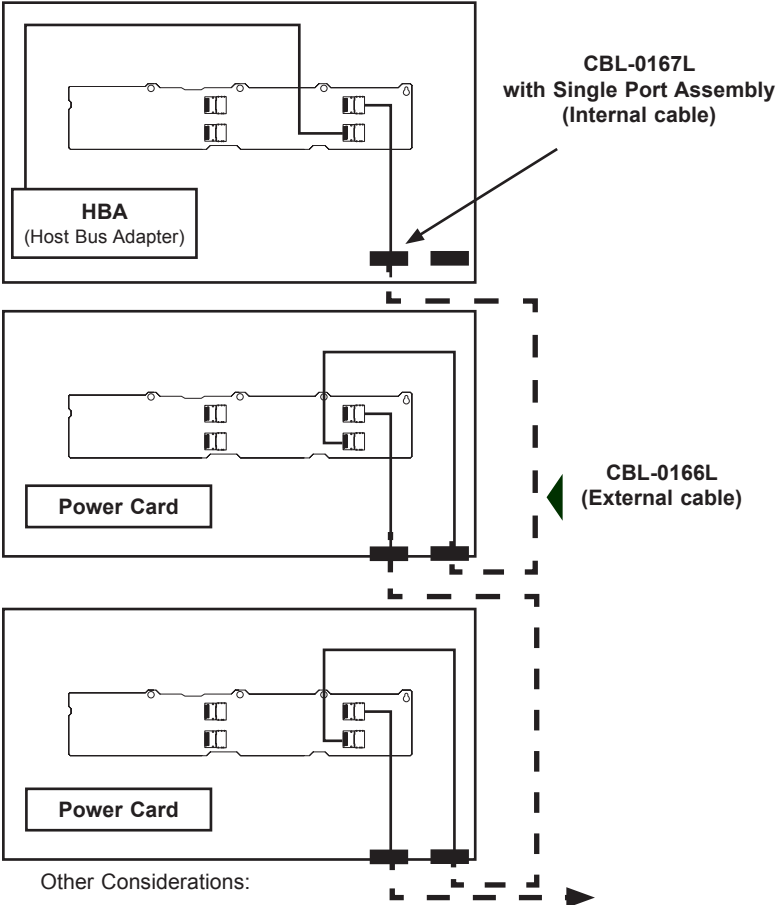 CBL-0167L
with Single Port Assembly
(Internal cable)
HBA
(Host Bus Adapter)
CBL-0166L
(External cable)
Power Card
Power Card
Other Considerations: